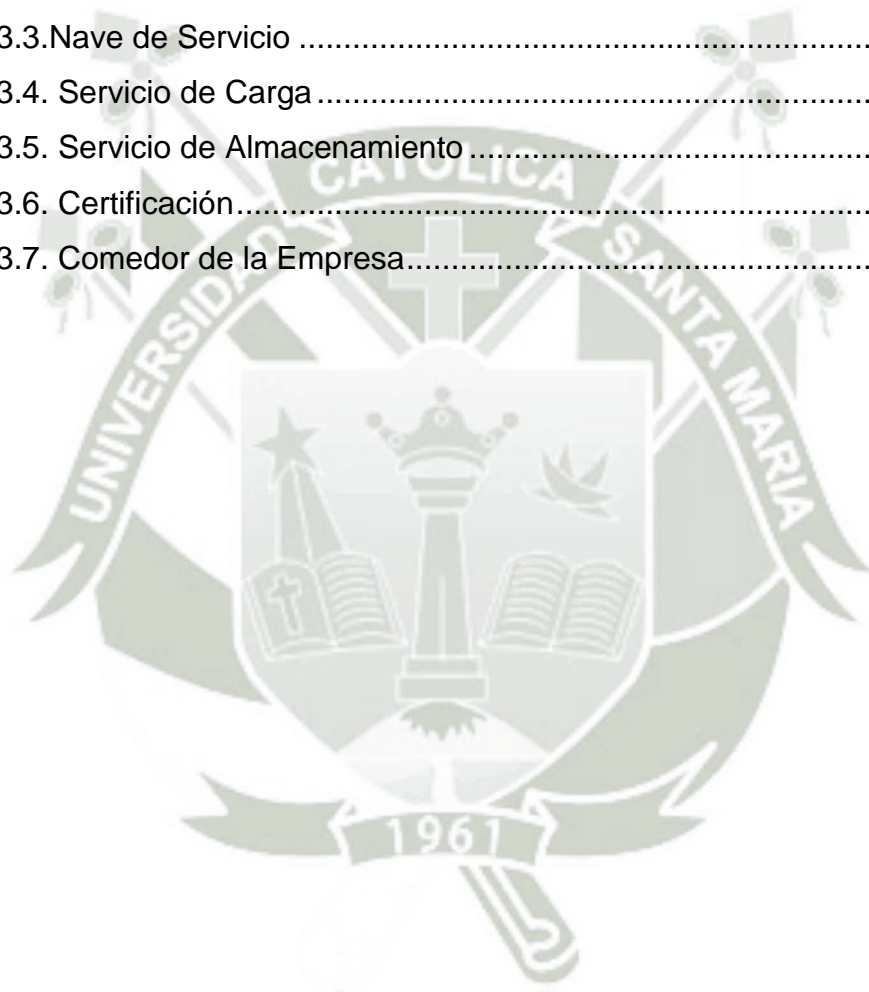 3.3.Nave de Servicio ........................................................................
3.4. Servicio de Carga ......................................................................
3.5. Servicio de Almacenamiento ....................................................
3.6. Certificación...............................................................................
3.7. Comedor de la Empresa...........................................................
UNIVERSIDAD CATOLICA SANTA MARIA
1961